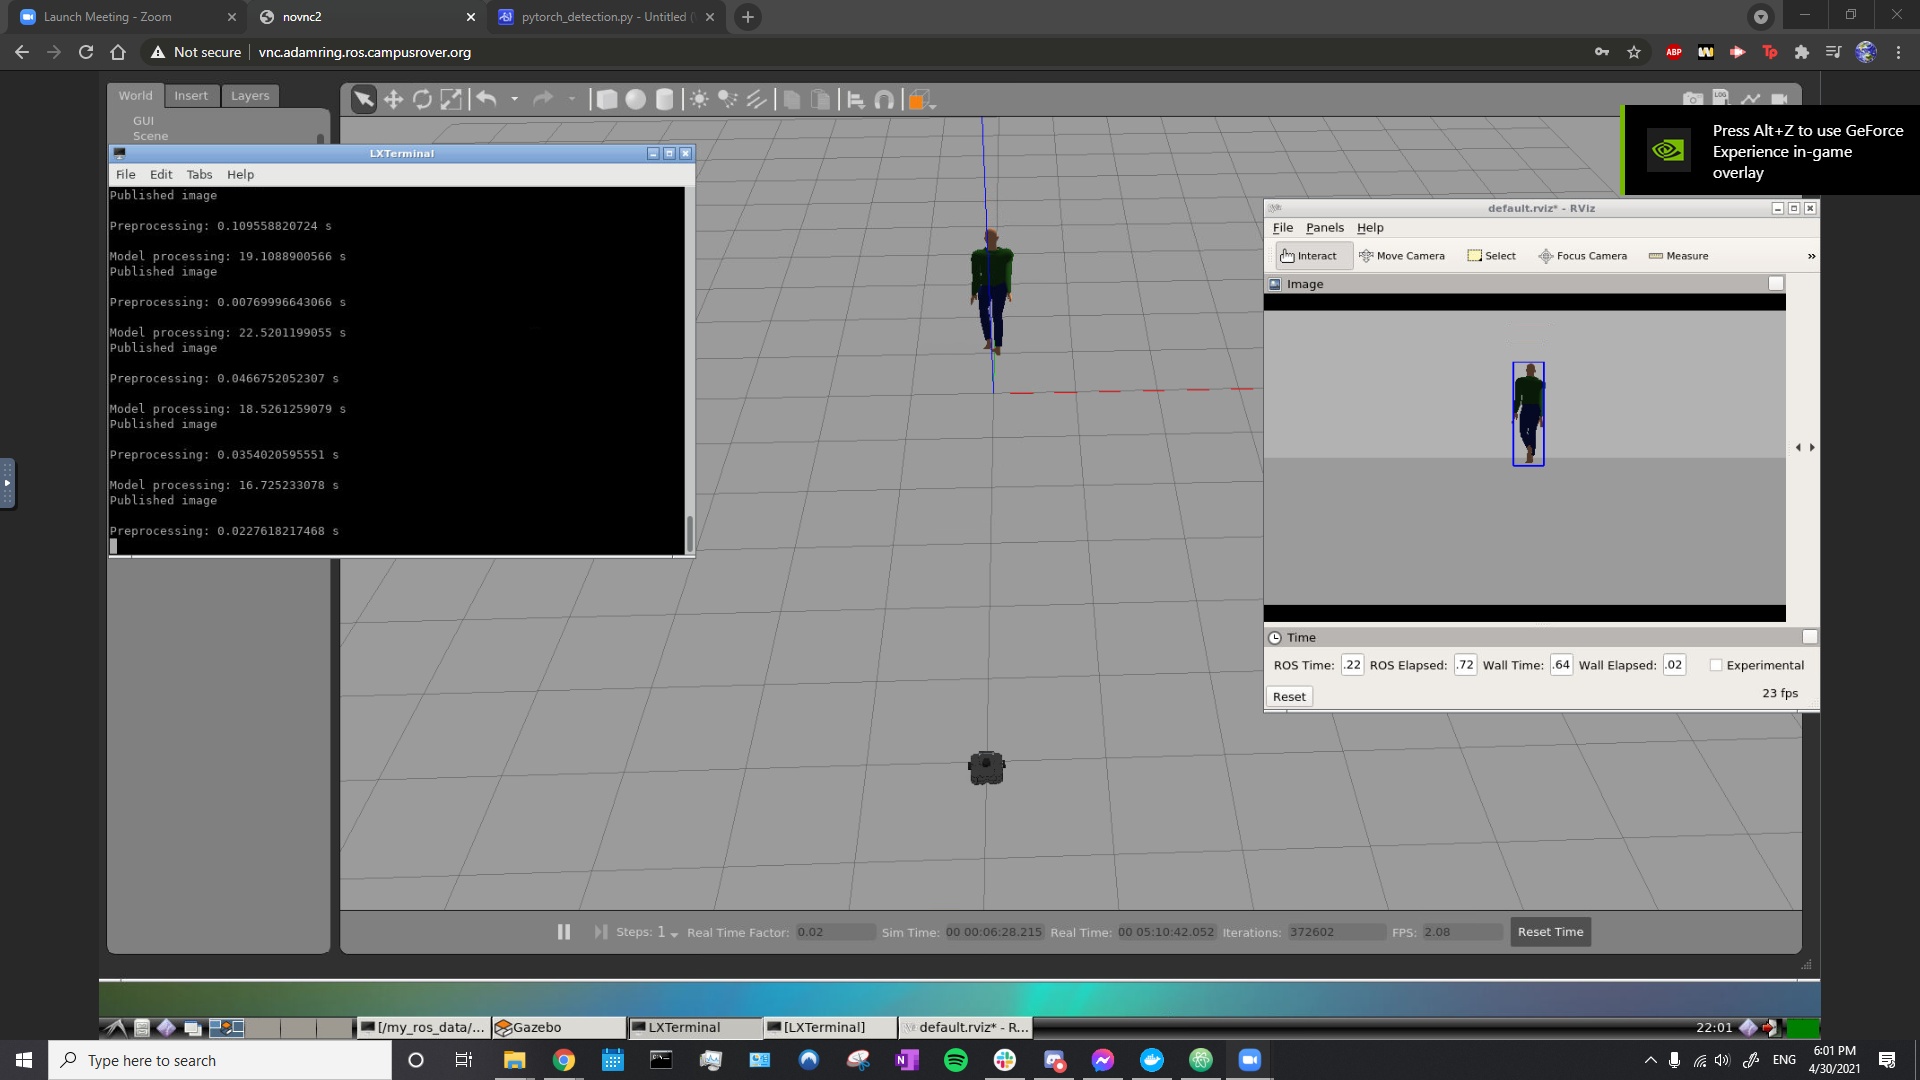 Launch Meeting - Zoom
novnc2
pytorch_detection.py - Untitled (
Not secure
vnc.adamring.ros.campusrover.org
ABP
Tp
World
Insert
Layers
GUI
Scene
LOG
Press Alt+Z to use GeForce
Experience in-game
overlay
LXTerminal
File Edit Tabs Help
Published image
Preprocessing: 0.109558820724 s
Model processing: 19.1088900566 s
Published image
Preprocessing: 0.00769996643066 s
Model processing: 22.5201199055 s
Published image
Preprocessing: 0.0466752052307 s
Model processing: 18.5261259079 s
Published image
Preprocessing: 0.0354020595551 s
Model processing: 16.725233078 s
Published image
Preprocessing: 0.0227618217468 s
default.rviz* - RViz
File Panels Help
Interact Move Camera Select Focus Camera Measure »
Image
Time
ROS Time: .22 ROS Elapsed: .72 Wall Time: .64 Wall Elapsed: .02 Experimental
Reset
23 fps
Steps: 1 Real Time Factor: 0.02 Sim Time: 00 00:06:28.215 Real Time: 00 05:10:42.052 Iterations: 372602 FPS: 2.08 Reset Time
[/my_ros_data/... Gazebo LXTerminal [LXTerminal] default.rviz* - R... 22:01
Type here to search
ENG
6:01 PM
4/30/2021